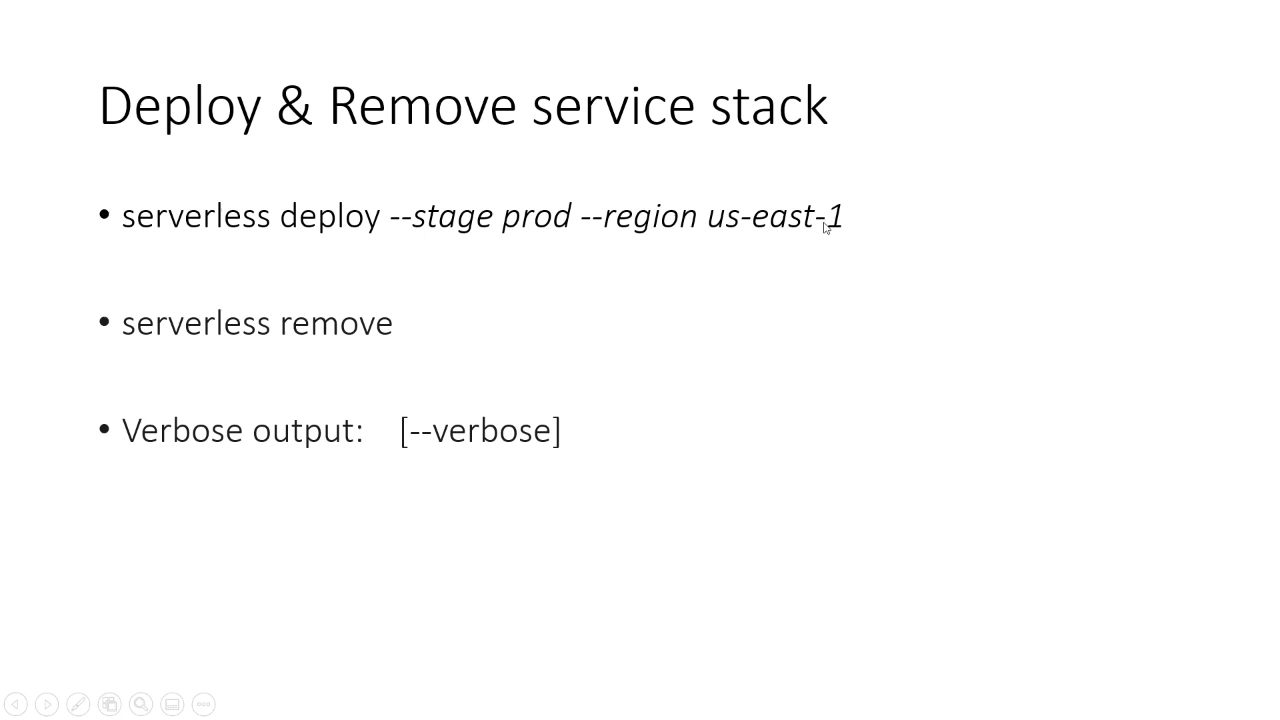 Deploy & Remove service stack
• serverless deploy --stage prod --region us-east-1
• serverless remove
• Verbose output: [--verbose]